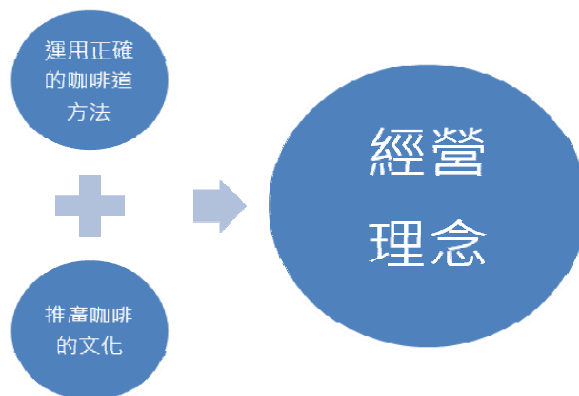 運用正確
的咖啡道
方法
推廣咖啡
的文化
經營
理念